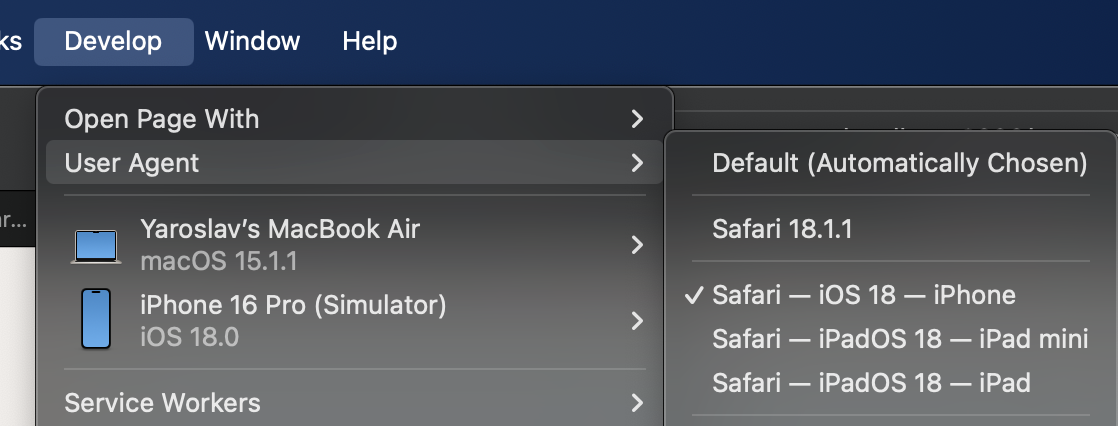 ks Develop Window Help
Open Page With
User Agent
Default (Automatically Chosen)
Yaroslav’s MacBook Air
macOS 15.1.1
Safari 18.1.1
iPhone 16 Pro (Simulator)
iOS 18.0
✓ Safari — iOS 18 — iPhone
Safari — iPadOS 18 — iPad mini
Safari — iPadOS 18 — iPad
Service Workers
ar...